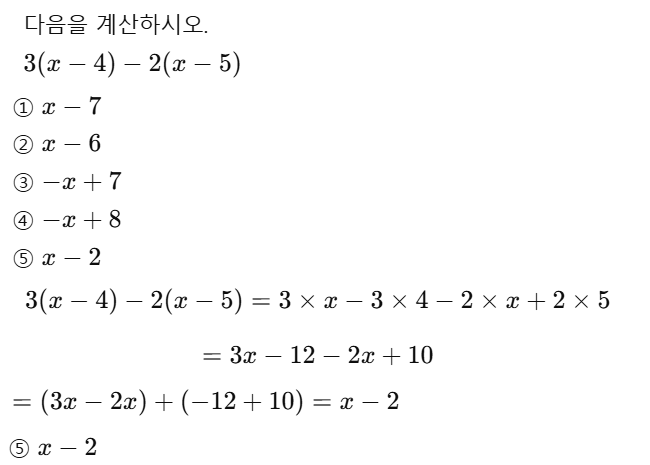 다음을 계산하시오.
3(x − 4) − 2(x − 5)
① x − 7
② x − 6
③ −x + 7
④ −x + 8
⑤ x − 2
3(x − 4) − 2(x − 5) = 3 × x − 3 × 4 − 2 × x + 2 × 5
= 3x − 12 − 2x + 10
= (3x − 2x) + (−12 + 10) = x − 2
⑤ x − 2